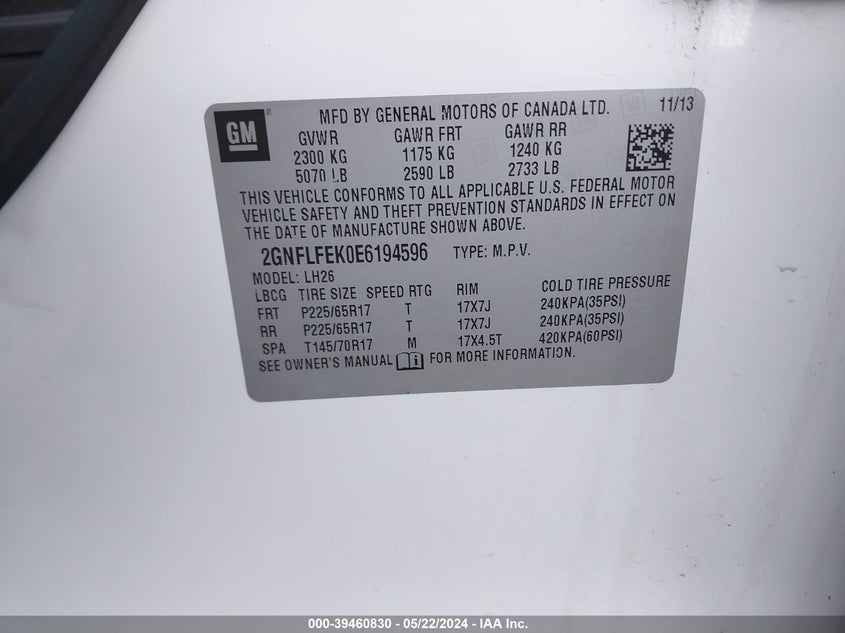 GM
MFD BY GENERAL MOTORS OF CANADA LTD. 11/13
GVWR GAWR FRT GAWR RR
2300 KG 1175 KG 1240 KG
5070 LB 2590 LB 2733 LB
THIS VEHICLE CONFORMS TO ALL APPLICABLE U.S. FEDERAL MOTOR
VEHICLE SAFETY AND THEFT PREVENTION STANDARDS IN EFFECT ON
THE DATE OF MANUFACTURE SHOWN ABOVE.
2GNFLFEK0E6194596 TYPE: M.P.V.
MODEL: LH26
LBCG TIRE SIZE SPEED RTG RIM COLD TIRE PRESSURE
FRT P225/65R17 T 17X7J 240KPA(35PSI)
RR P225/65R17 T 17X7J 240KPA(35PSI)
SPA T145/70R17 M 17X4.5T 420KPA(60PSI)
SEE OWNER'S MANUAL FOR MORE INFORMATION.
000-39460830 - 05/22/2024 - IAA Inc.